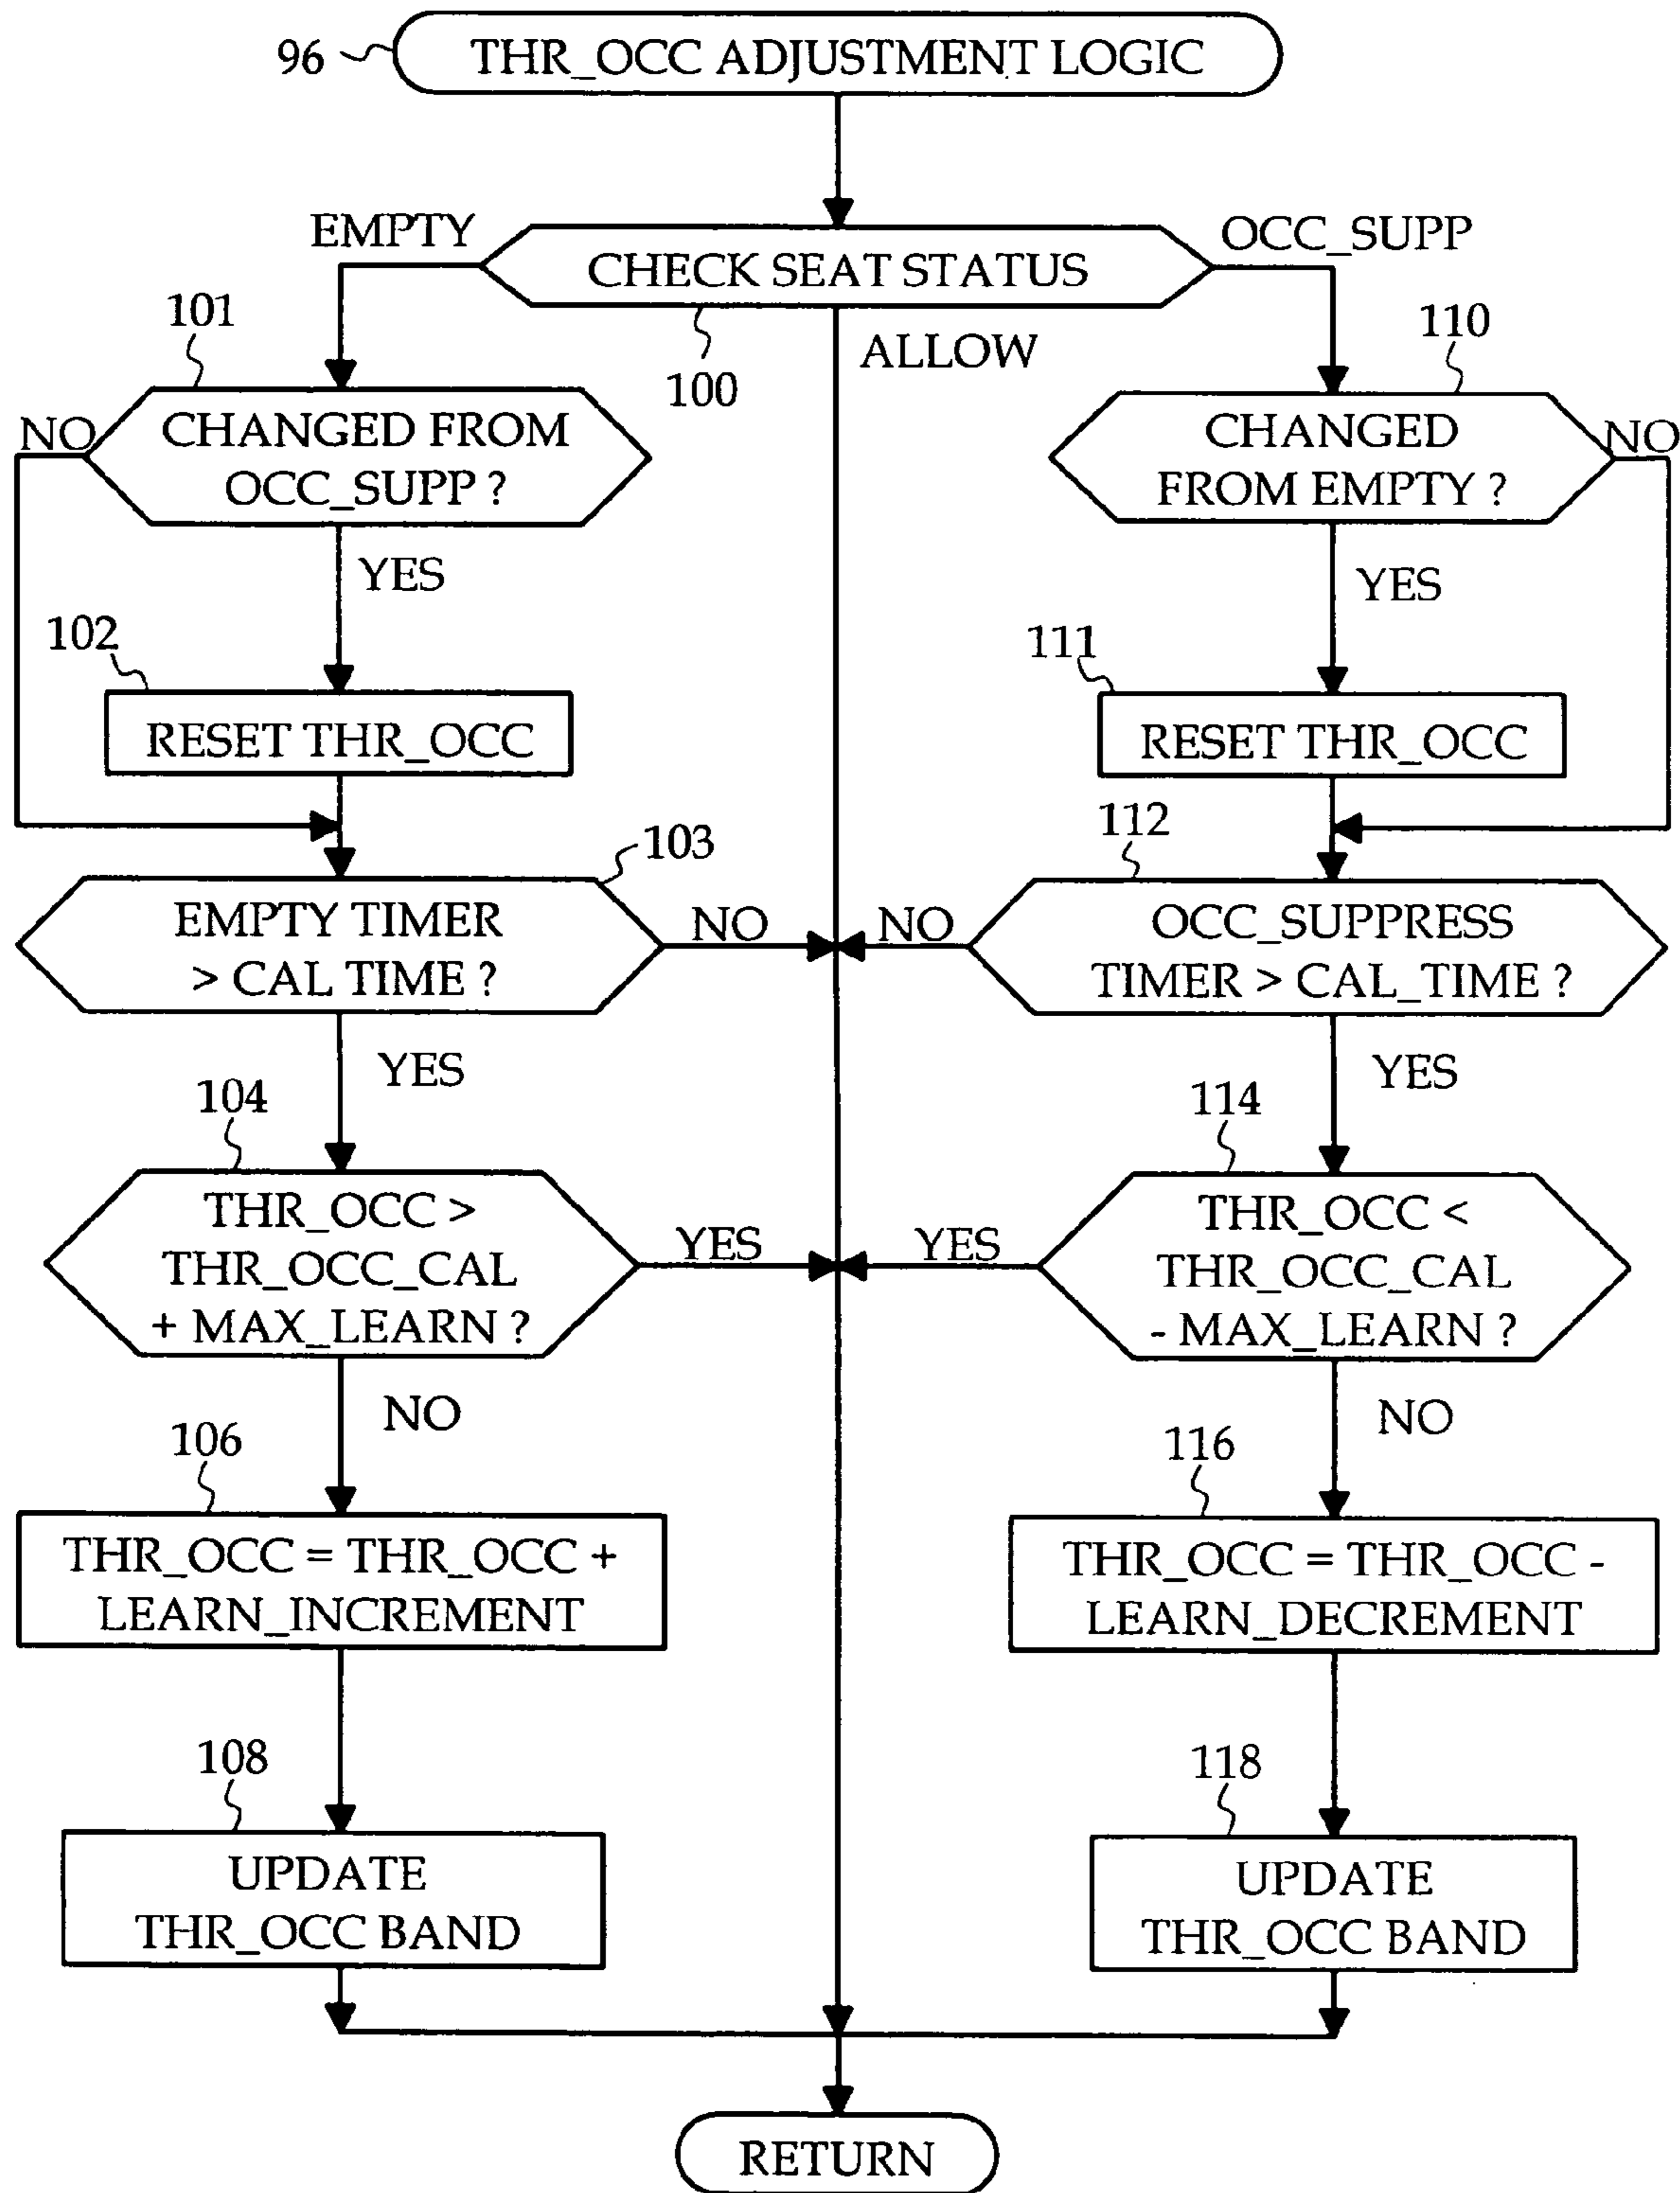 96
THR_OCC ADJUSTMENT LOGIC
EMPTY
OCC_SUPP
CHECK SEAT STATUS
101
100
ALLOW
110
NO
CHANGED FROM
OCC_SUPP ?
CHANGED
FROM EMPTY ?
NO
YES
YES
102
RESET THR_OCC
111
RESET THR_OCC
103
112
EMPTY TIMER
> CAL TIME ?
NO
NO
OCC_SUPPRESS
TIMER > CAL_TIME ?
YES
YES
104
114
THR_OCC >
THR_OCC_CAL
+ MAX_LEARN ?
YES
YES
THR_OCC <
THR_OCC_CAL
- MAX_LEARN ?
NO
NO
106
116
THR_OCC = THR_OCC +
LEARN_INCREMENT
THR_OCC = THR_OCC -
LEARN_DECREMENT
108
118
UPDATE
THR_OCC BAND
UPDATE
THR_OCC BAND
RETURN